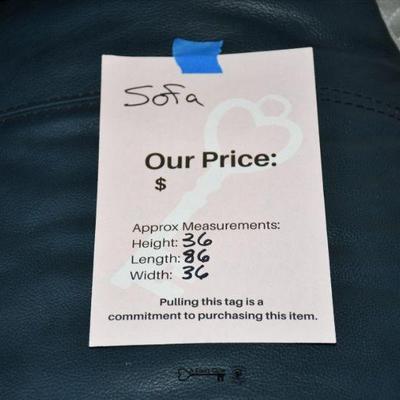 Sofa
Our Price:
$
Approx Measurements:
Height: 36
Length: 86
Width: 36
Pulling this tag is a
commitment to purchasing this item.